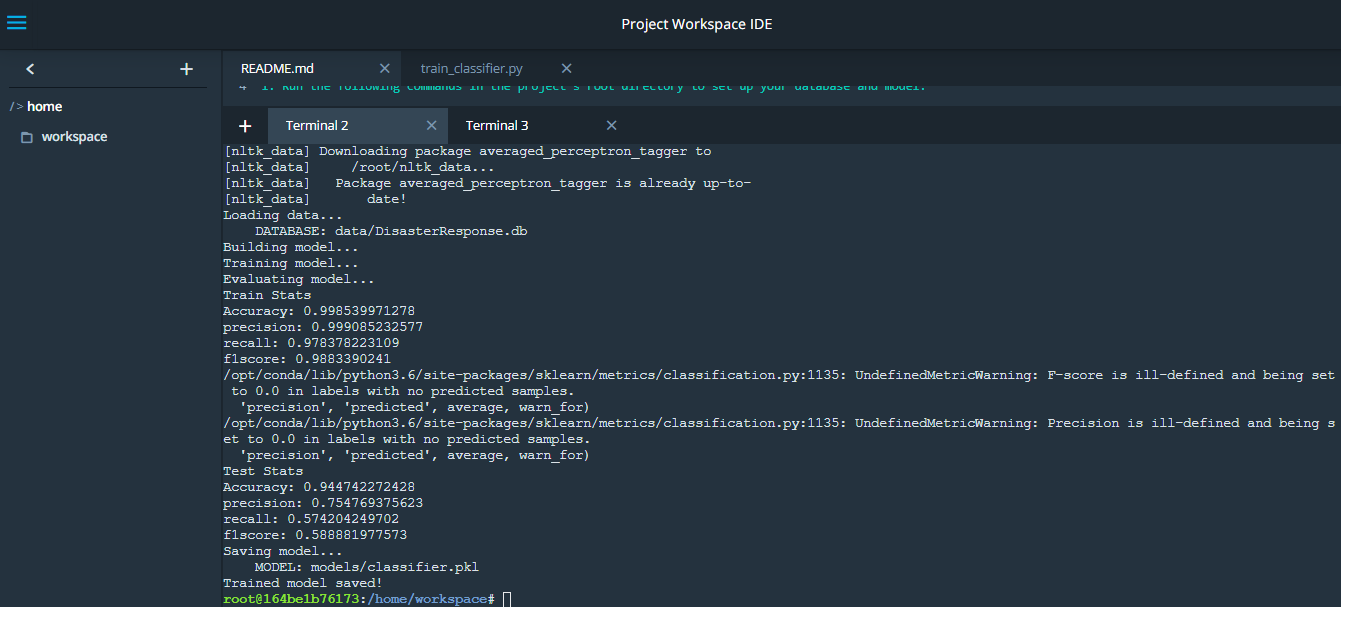 Project Workspace IDE
README.md
train_classifier.py
/> home
workspace
4 1. Run the following commands in the project's root directory to set up your database and model.
Terminal 2
Terminal 3
[nltk_data] Downloading package averaged_perceptron_tagger to
[nltk_data]     /root/nltk_data...
[nltk_data]   Package averaged_perceptron_tagger is already up-to-
[nltk_data]       date!
Loading data...
    DATABASE: data/DisasterResponse.db
Building model...
Training model...
Evaluating model...
Train Stats
Accuracy: 0.998539971278
precision: 0.999085232577
recall: 0.978378223109
f1score: 0.9883390241
/opt/conda/lib/python3.6/site-packages/sklearn/metrics/classification.py:1135: UndefinedMetricWarning: F-score is ill-defined and being set
 to 0.0 in labels with no predicted samples.
  'precision', 'predicted', average, warn_for)
/opt/conda/lib/python3.6/site-packages/sklearn/metrics/classification.py:1135: UndefinedMetricWarning: Precision is ill-defined and being s
et to 0.0 in labels with no predicted samples.
  'precision', 'predicted', average, warn_for)
Test Stats
Accuracy: 0.944742272428
precision: 0.754769375623
recall: 0.574204249702
f1score: 0.588881977573
Saving model...
    MODEL: models/classifier.pkl
Trained model saved!
root@164be1b76173:/home/workspace#